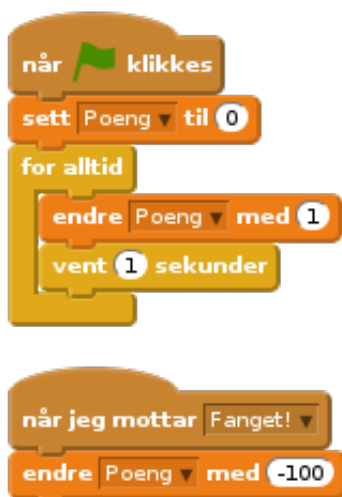 når klikkes
sett Poeng til 0
for alltid
endre Poeng med 1
vent 1 sekunder
når jeg mottar Fanget!
endre Poeng med -100